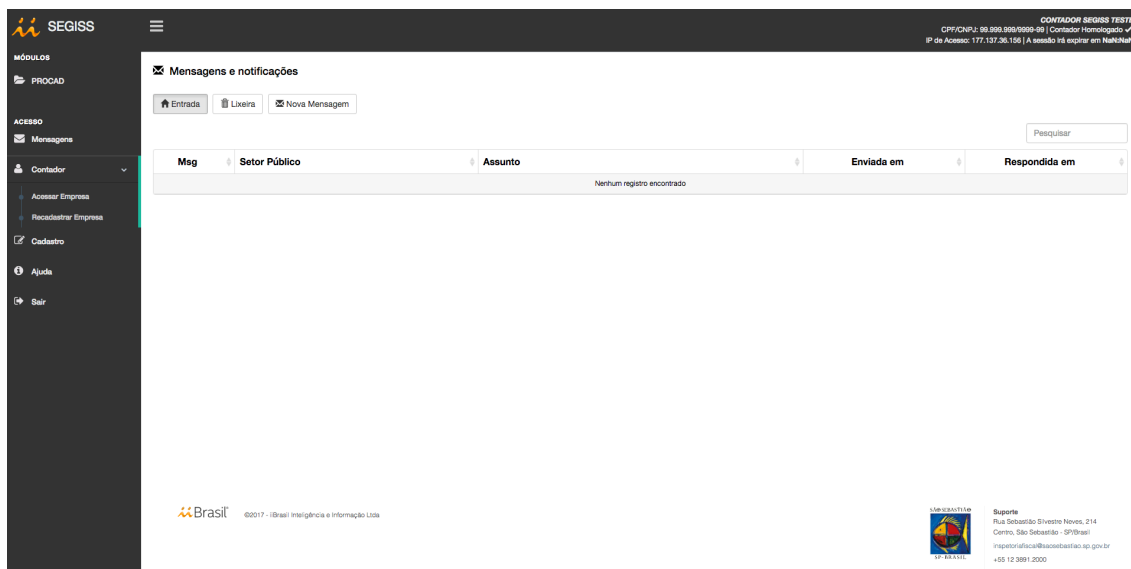 SEGISS
CONTADOR SEGISS TEST
CPF/CNPJ: 99.999.999/9999-99 | Contador Homologado ✓
IP de Acesso: 177.137.36.156 | A sessão irá expirar em NaN:NaN
MÓDULOS
PROCAD
ACESSO
Mensagens
Contador
Acessar Empresa
Recadastrar Empresa
Cadastro
Ajuda
Sair
Mensagens e notificações
Entrada Lixeira Nova Mensagem
Pesquisar
Msg Setor Público Assunto Enviada em Respondida em
Nenhum registro encontrado
Brasil ©2017 - iBrasil Inteligência e Informação Ltda
SÃO SEBASTIÃO
SP-BRASIL
Suporte
Rua Sebastião Silvestre Neves, 214
Centro, São Sebastião - SP/Brasil
inspetoriafiscal@saosebastiao.sp.gov.br
+55 12 3891.2000